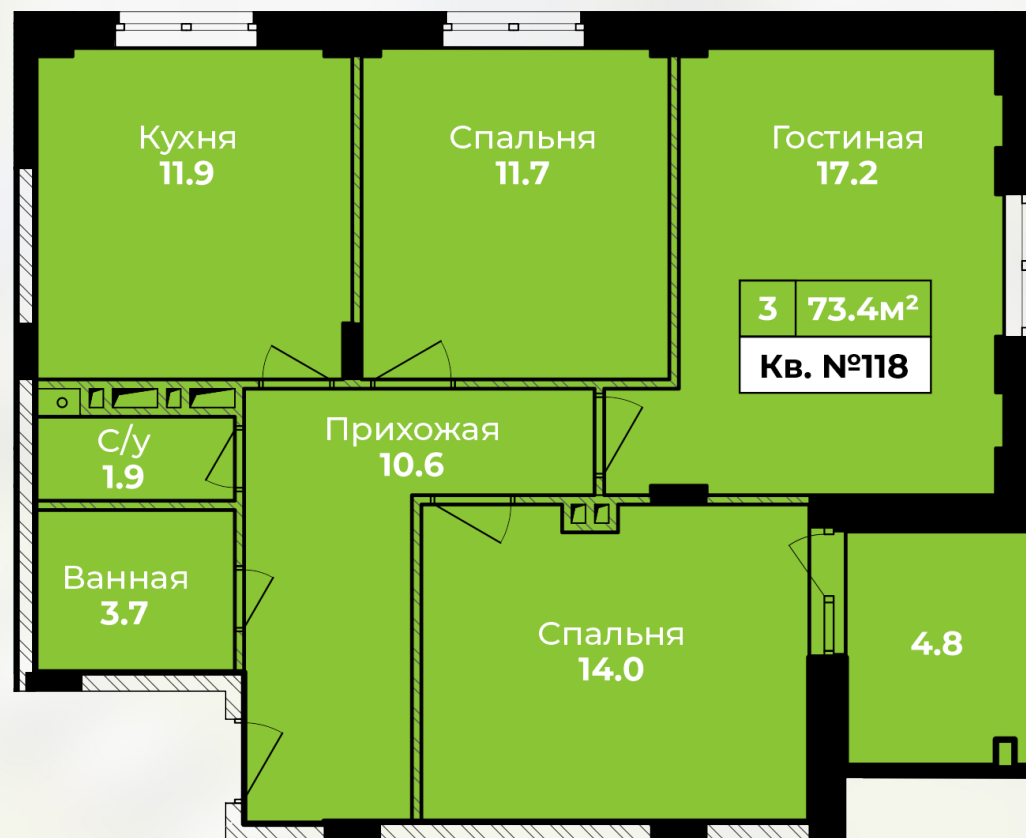 Кухня
11.9
Спальня
11.7
Гостиная
17.2
3 73.4м²
Кв. №118
С/у
1.9
Прихожая
10.6
Ванная
3.7
Спальня
14.0
4.8